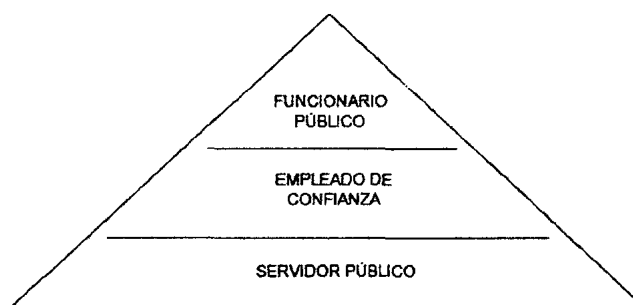 FUNCIONARIO
PÚBLICO
EMPLEADO DE
CONFIANZA
SERVIDOR PÚBLICO